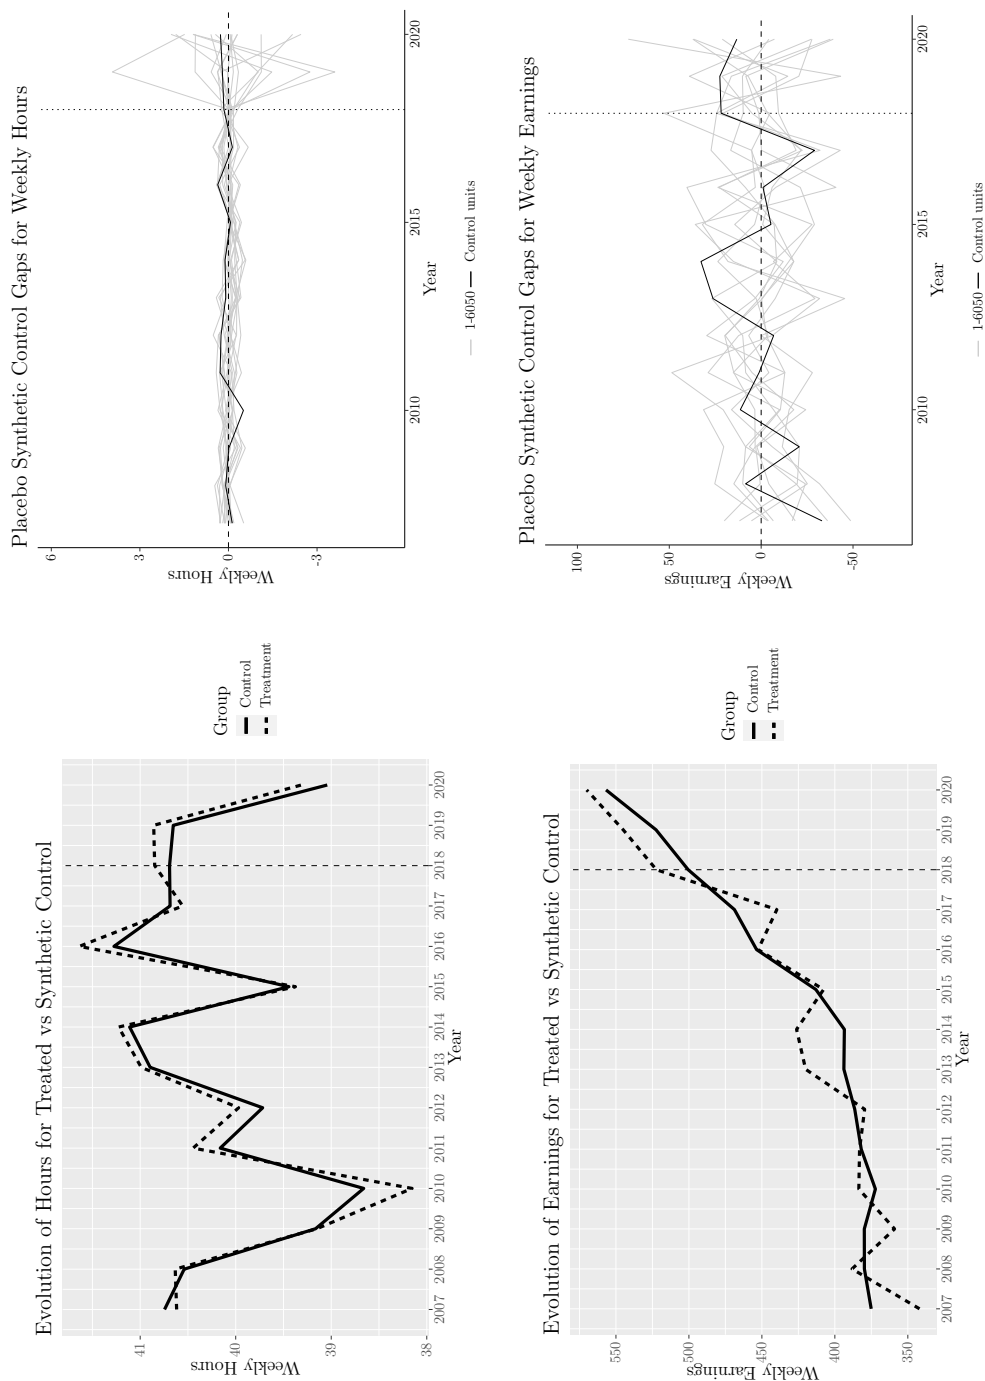 Evolution of Hours for Treated vs Synthetic Control
Weekly Hours
41
40
39
38
2007 2008 2009 2010 2011 2012 2013 2014 2015 2016 2017 2018 2019 2020
Year
Group
Control
Treatment
Placebo Synthetic Control Gaps for Weekly Hours
Weekly Hours
6
3
0
-3
2010 2015 2020
Year
1-6050 Control units
Evolution of Earnings for Treated vs Synthetic Control
Weekly Earnings
550
500
450
400
350
2007 2008 2009 2010 2011 2012 2013 2014 2015 2016 2017 2018 2019 2020
Year
Group
Control
Treatment
Placebo Synthetic Control Gaps for Weekly Earnings
Weekly Earnings
100
50
0
-50
2010 2015 2020
Year
1-6050 Control units